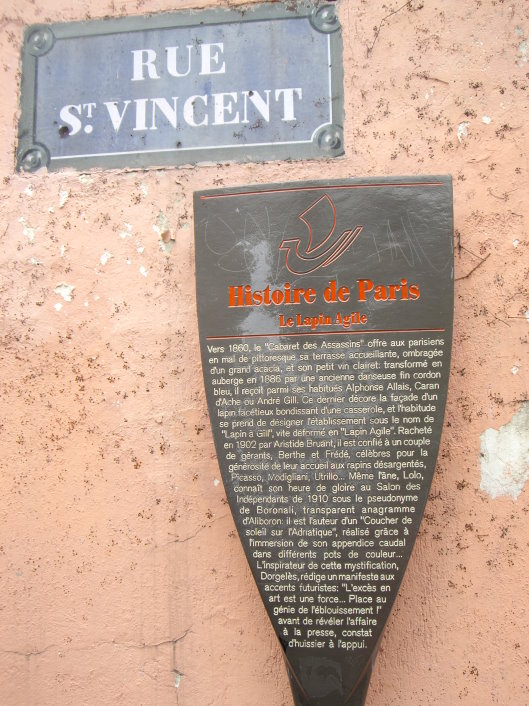 RUE
ST. VINCENT
Histoire de Paris
Le Lapin Agile
Vers 1860, le "Cabaret des Assassins" offre aux parisiens
en mal de pittoresque sa terrasse accueillante, ombragée
d'un grand acacia, et son petit vin clairet: transformé en
auberge en 1886 par une ancienne danseuse fin cordon
bleu, il reçoit parmi ses habitués Alphonse Allais, Caran
d'Ache ou André Gill. Ce dernier décore la façade d'un
lapin facétieux bondissant d'une casserole, et l'habitude
se prend de désigner l'établissement sous le nom de
"Lapin à Gill", vite déformé en "Lapin Agile". Racheté
en 1902 par Aristide Bruant, il est confié à un couple
de gérants, Berthe et Frédé, célèbres pour la
générosité de leur accueil aux rapins désargentés,
Picasso, Modigliani, Utrillo... Même l'âne, Lolo,
connaît son heure de gloire au Salon des
Indépendants de 1910 sous le pseudonyme
de Boronali, transparent anagramme
d'Aliboron: il est l'auteur d'un "Coucher de
soleil sur l'Adriatique", réalisé grâce à
l'immersion de son appendice caudal
dans différents pots de couleur...
L'inspirateur de cette mystification,
Dorgelès, rédige un manifeste aux
accents futuristes: "L'excès en
art est une force... Place au
génie de l'éblouissement !"
avant de révéler l'affaire
à la presse, constat
d'huissier à l'appui.